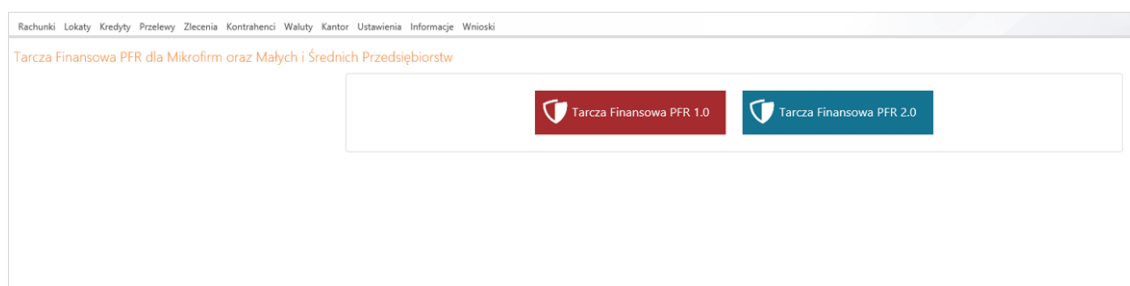 Rachunki Lokaty Kredyty Przelewy Zlecenia Kontrahenci Waluty Kantor Ustawienia Informacje Wnioski
Tarcza Finansowa PFR dla Mikrofirm oraz Małych i Średnich Przedsiębiorstw
Tarcza Finansowa PFR 1.0 Tarcza Finansowa PFR 2.0